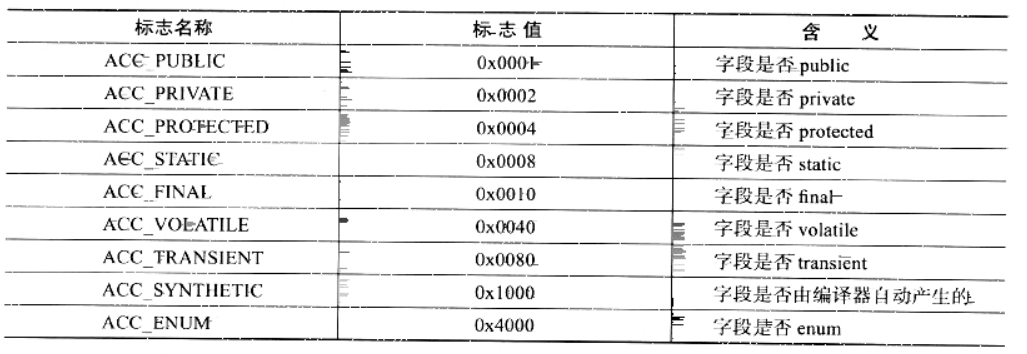 标志名称 标志值 含 义
ACC_PUBLIC 0x0001 字段是否 public
ACC_PRIVATE 0x0002 字段是否 private
ACC_PROTECTED 0x0004 字段是否 protected
ACC_STATIC 0x0008 字段是否 static
ACC_FINAL 0x0010 字段是否 final
ACC_VOLATILE 0x0040 字段是否 volatile
ACC_TRANSIENT 0x0080 字段是否 transient
ACC_SYNTHETIC 0x1000 字段是否由编译器自动产生的
ACC_ENUM 0x4000 字段是否 enum